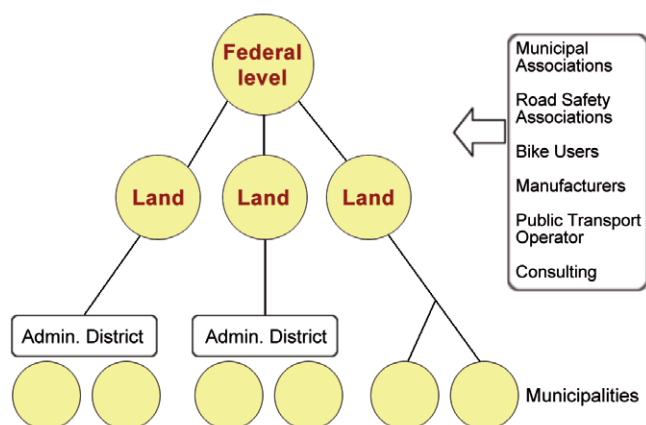 Federal
level
Land
Land
Land
Admin. District
Admin. District
Municipalities
Municipal
Associations
Road Safety
Associations
Bike Users
Manufacturers
Public Transport
Operator
Consulting